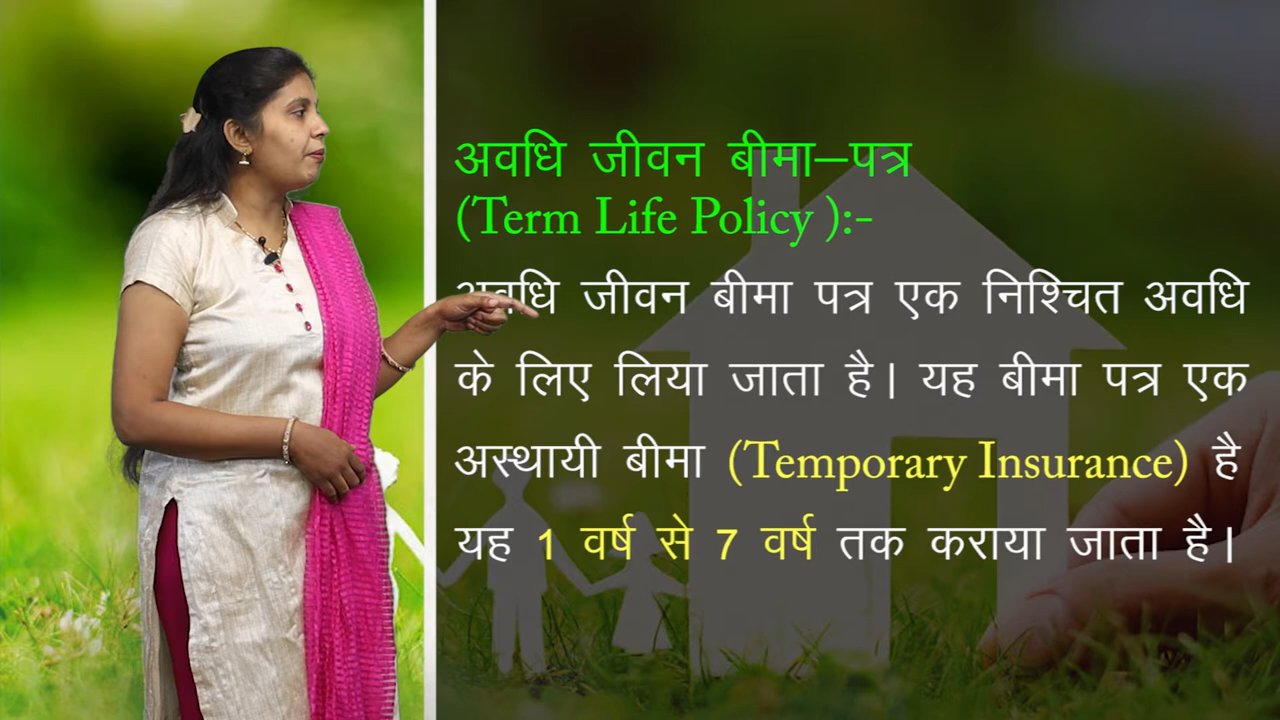 अवधि जीवन बीमा–पत्र
(Term Life Policy ):-
अवधि जीवन बीमा पत्र एक निश्चित अवधि
के लिए लिया जाता है। यह बीमा पत्र एक
अस्थायी बीमा (Temporary Insurance) है
यह 1 वर्ष से 7 वर्ष तक कराया जाता है।